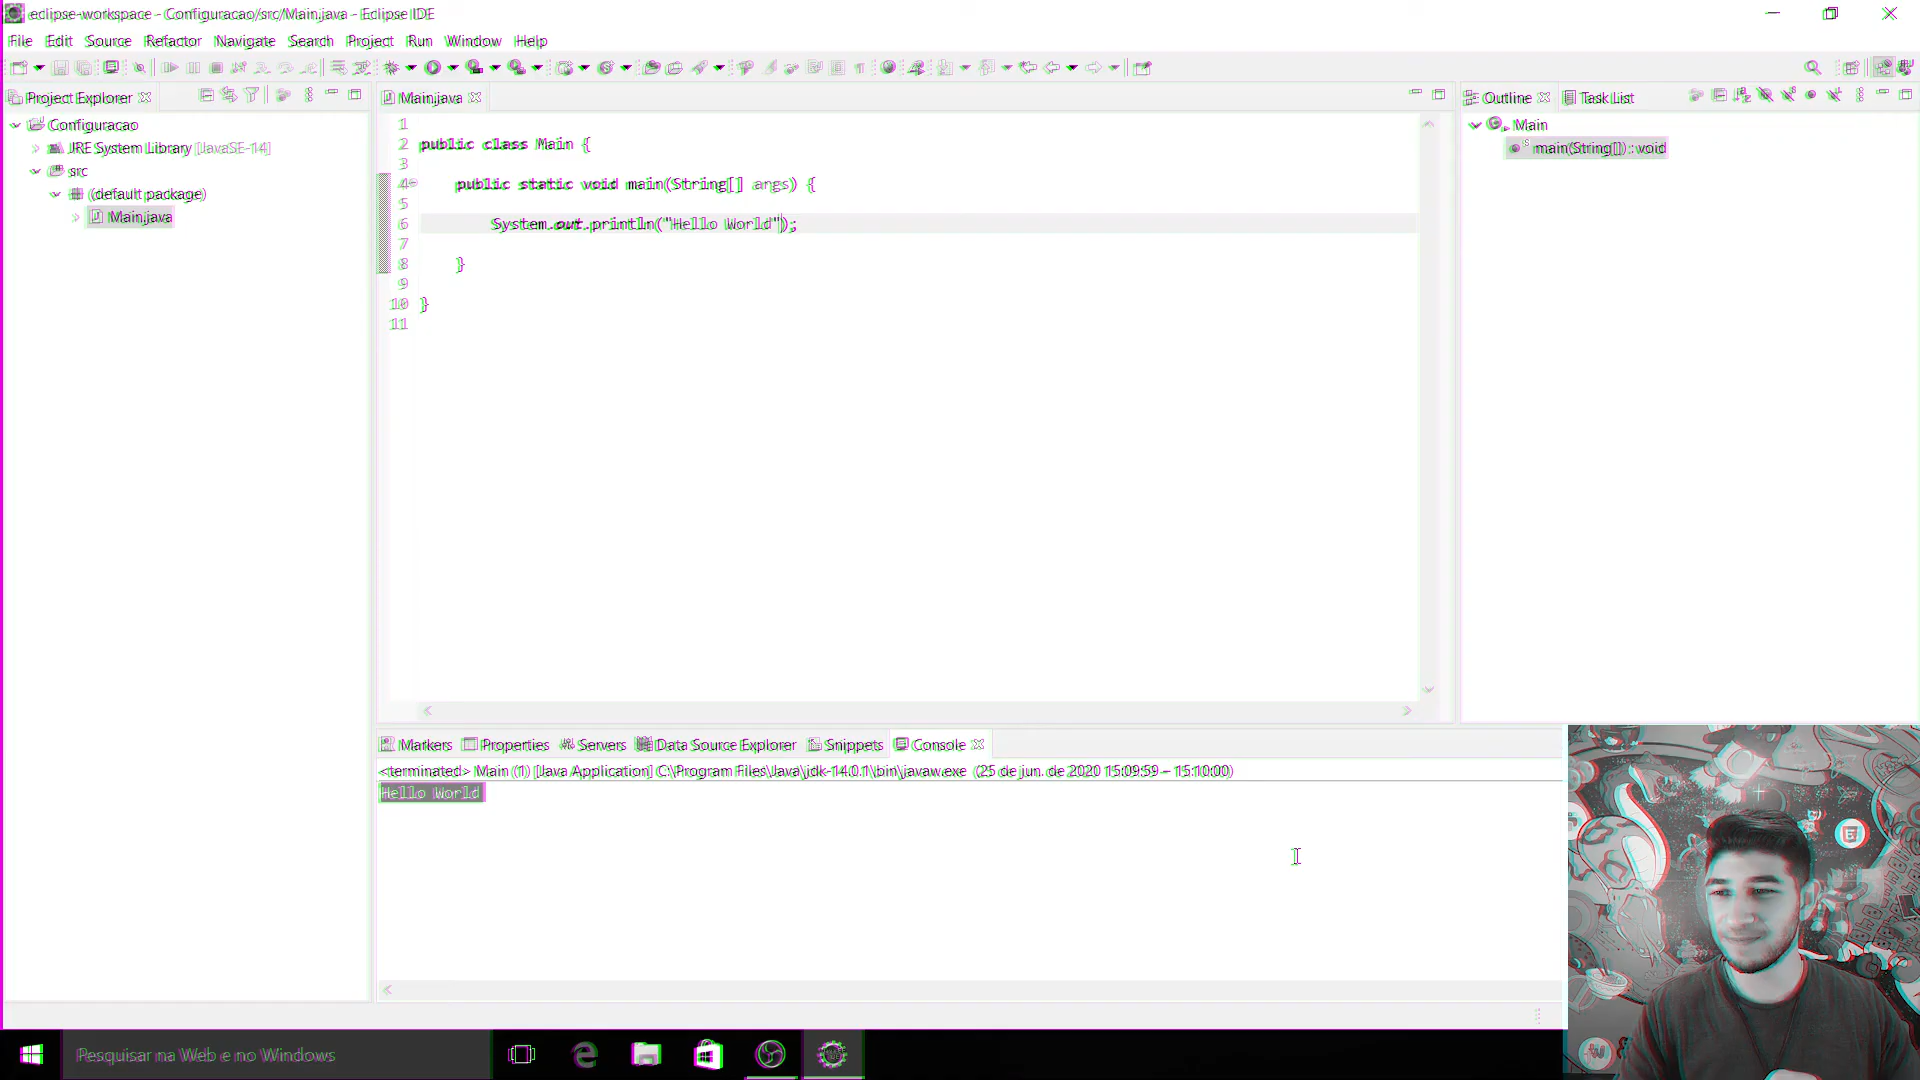 eclipse-workspace - Configuracao/src/Main.java - Eclipse IDE
File Edit Source Refactor Navigate Search Project Run Window Help
Project Explorer
Configuracao
JRE System Library [JavaSE-14]
src
(default package)
Main.java
Main.java
1
2 public class Main {
3
4 public static void main(String[] args) {
5
6 System.out.println("Hello World");
7
8 }
9
10 }
11
Outline Task List
Main
main(String[]) : void
Markers Properties Servers Data Source Explorer Snippets Console
<terminated> Main (1) [Java Application] C:\Program Files\Java\jdk-14.0.1\bin\javaw.exe (25 de jun. de 2020 15:09:59 – 15:10:00)
Hello World
Pesquisar na Web e no Windows